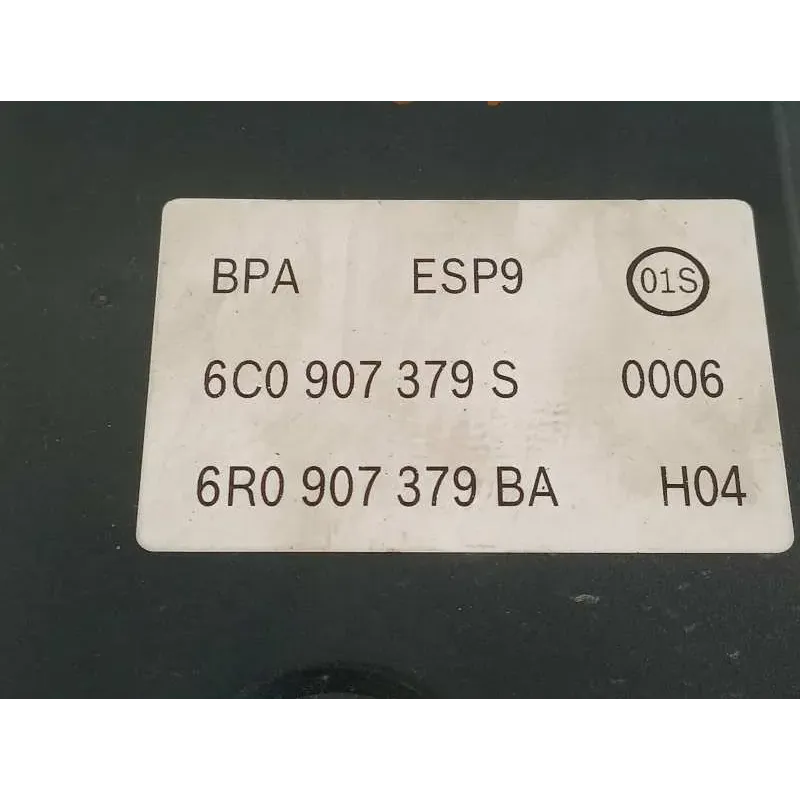 BPA ESP9 01S
6C0 907 379 S 0006
6R0 907 379 BA H04